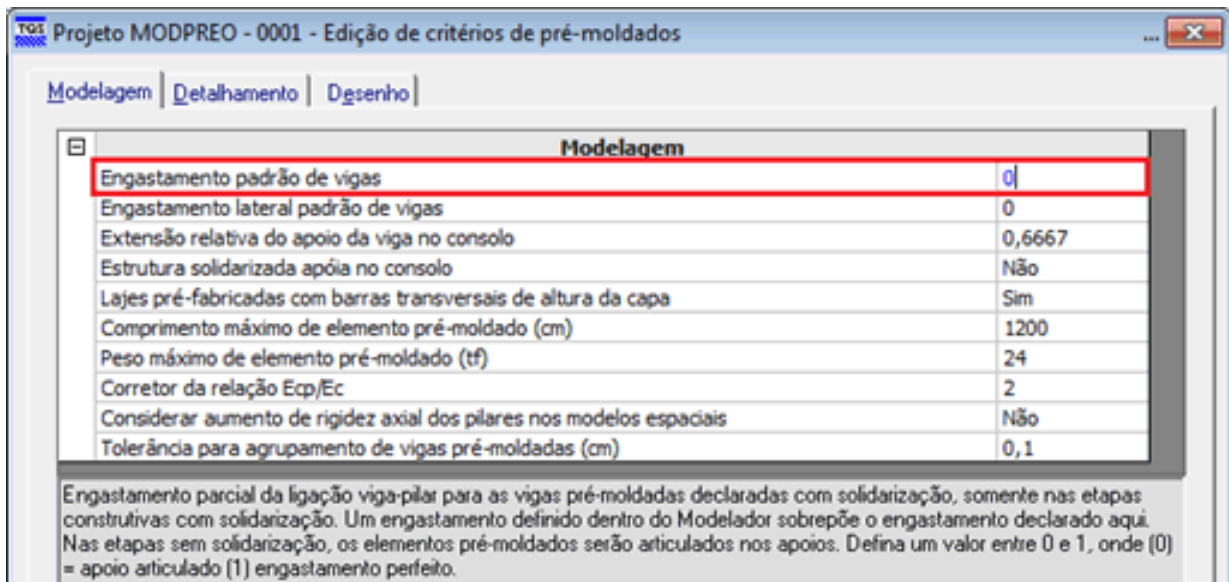 TQS Projeto MODPREO - 0001 - Edição de critérios de pré-moldados ...
Modelagem Detalhamento Desenho
Modelagem
Engastamento padrão de vigas 0
Engastamento lateral padrão de vigas 0
Extensão relativa do apoio da viga no consolo 0,6667
Estrutura solidarizada apóia no consolo Não
Lajes pré-fabricadas com barras transversais de altura da capa Sim
Comprimento máximo de elemento pré-moldado (cm) 1200
Peso máximo de elemento pré-moldado (tf) 24
Corretor da relação Ecp/Ec 2
Considerar aumento de rigidez axial dos pilares nos modelos espaciais Não
Tolerância para agrupamento de vigas pré-moldadas (cm) 0,1
Engastamento parcial da ligação viga-pilar para as vigas pré-moldadas declaradas com solidarização, somente nas etapas
construtivas com solidarização. Um engastamento definido dentro do Modelador sobrepõe o engastamento declarado aqui.
Nas etapas sem solidarização, os elementos pré-moldados serão articulados nos apoios. Defina um valor entre 0 e 1, onde (0)
= apoio articulado (1) engastamento perfeito.